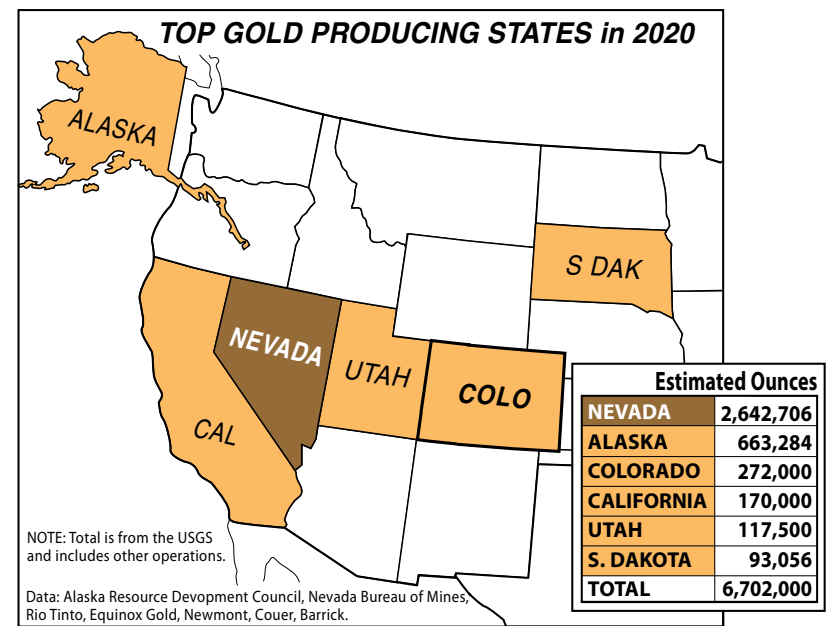 TOP GOLD PRODUCING STATES in 2020
ALASKA
S DAK
NEVADA
UTAH
COLO
CAL
Estimated Ounces
NEVADA 2,642,706
ALASKA 663,284
COLORADO 272,000
CALIFORNIA 170,000
UTAH 117,500
S. DAKOTA 93,056
TOTAL 6,702,000
NOTE: Total is from the USGS
and includes other operations.
Data: Alaska Resource Devopment Council, Nevada Bureau of Mines,
Rio Tinto, Equinox Gold, Newmont, Couer, Barrick.